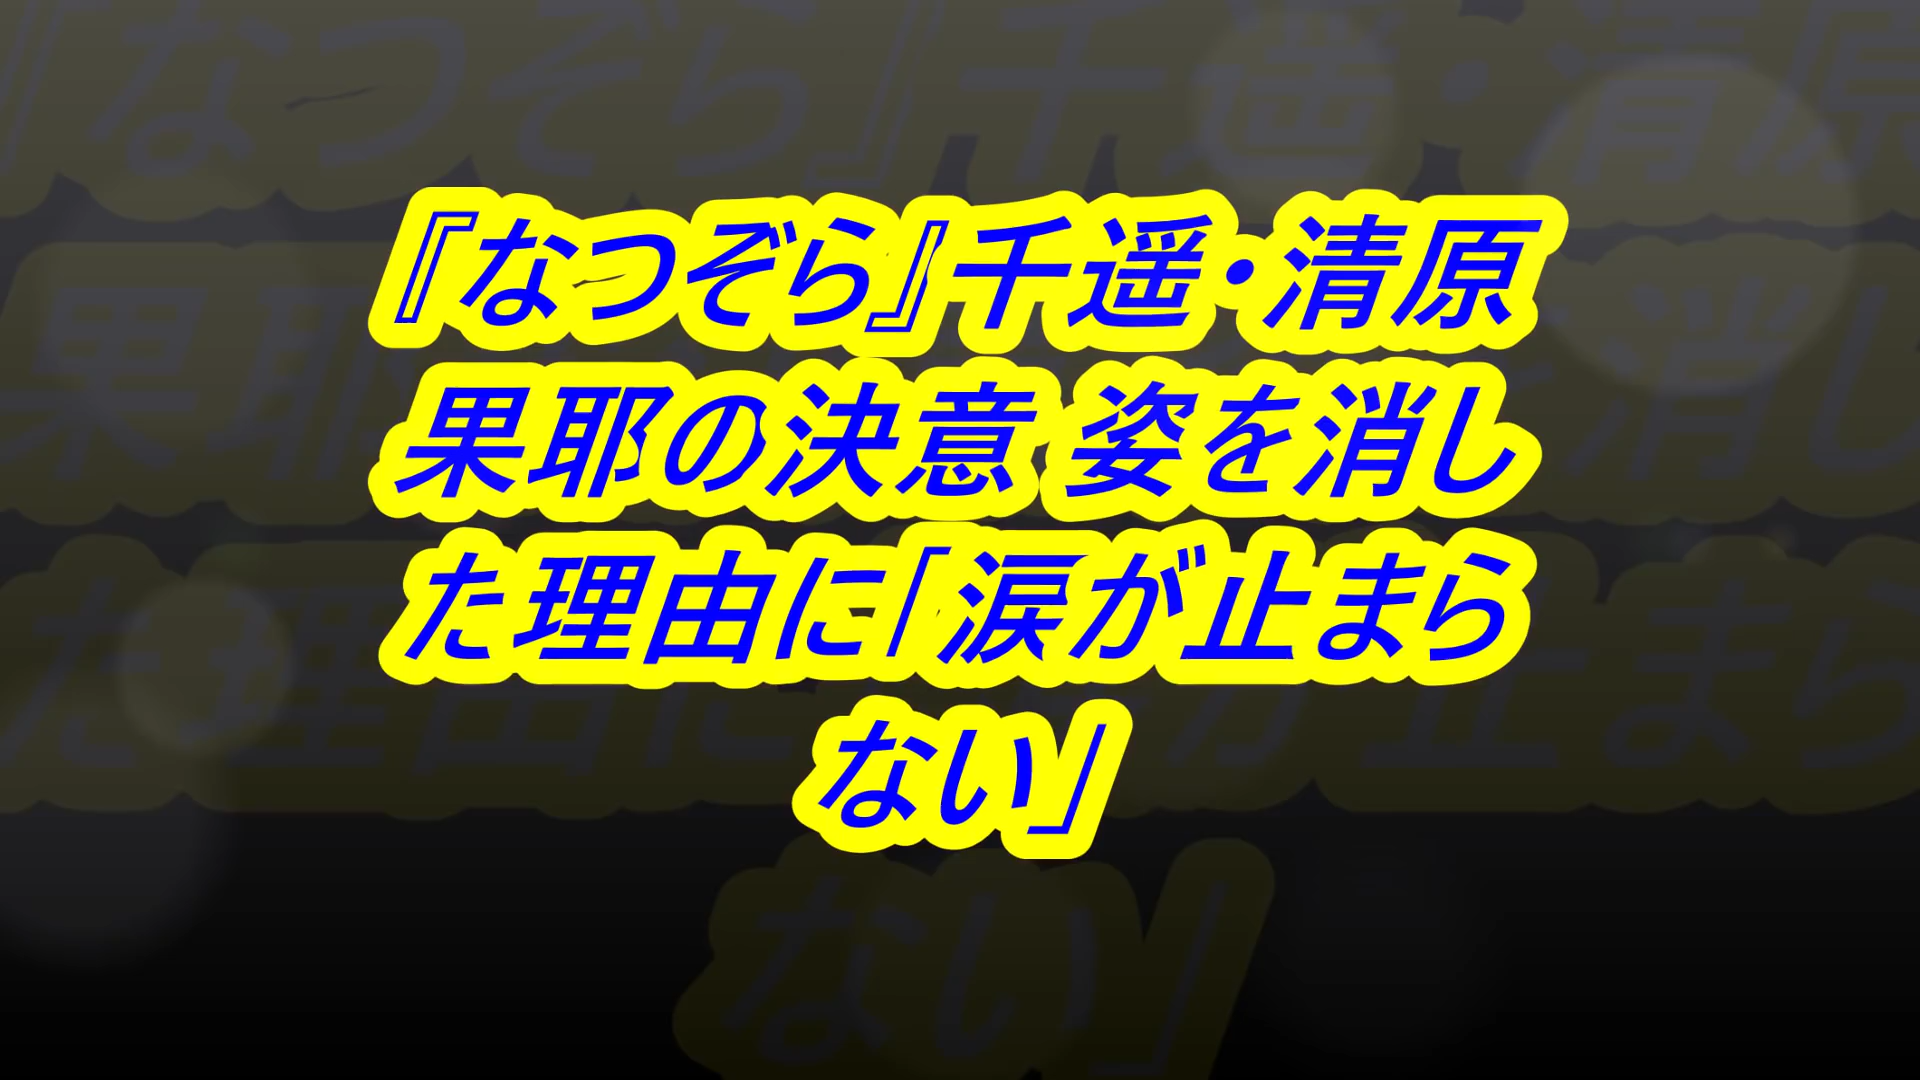 『なつぞら』千遥・清原
果耶の決意 姿を消し
た理由に「涙が止まら
ない」